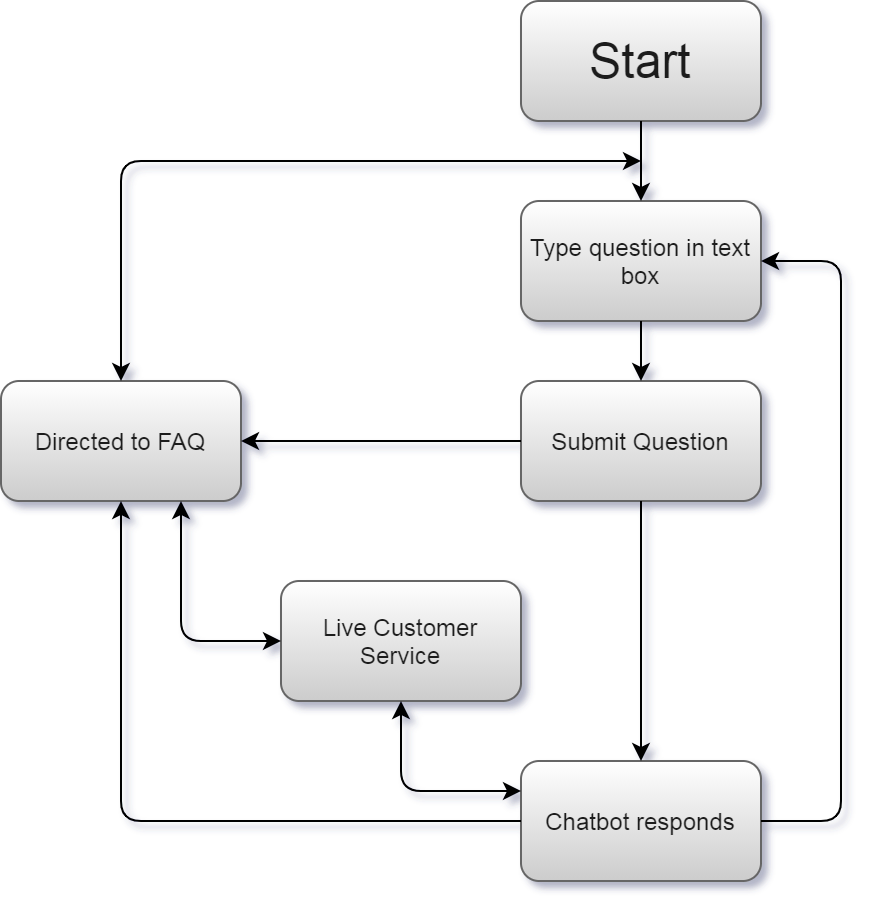 Start
Type question in text
box
Directed to FAQ
Submit Question
Live Customer
Service
Chatbot responds